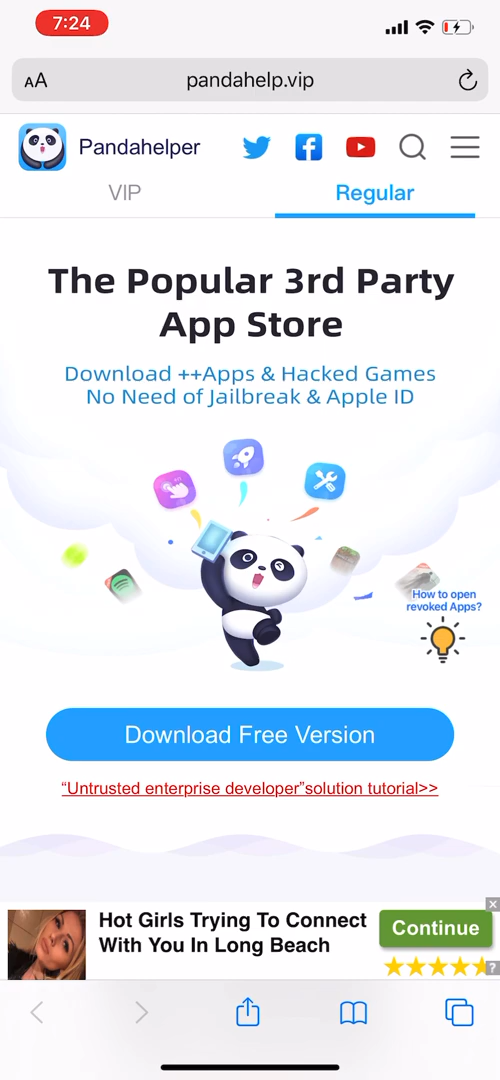 7:24
AA
pandahelp.vip
Pandahelper
VIP
Regular
The Popular 3rd Party
App Store
Download ++Apps & Hacked Games
No Need of Jailbreak & Apple ID
How to open
revoked Apps?
Download Free Version
“Untrusted enterprise developer”solution tutorial>>
Hot Girls Trying To Connect
With You In Long Beach
Continue